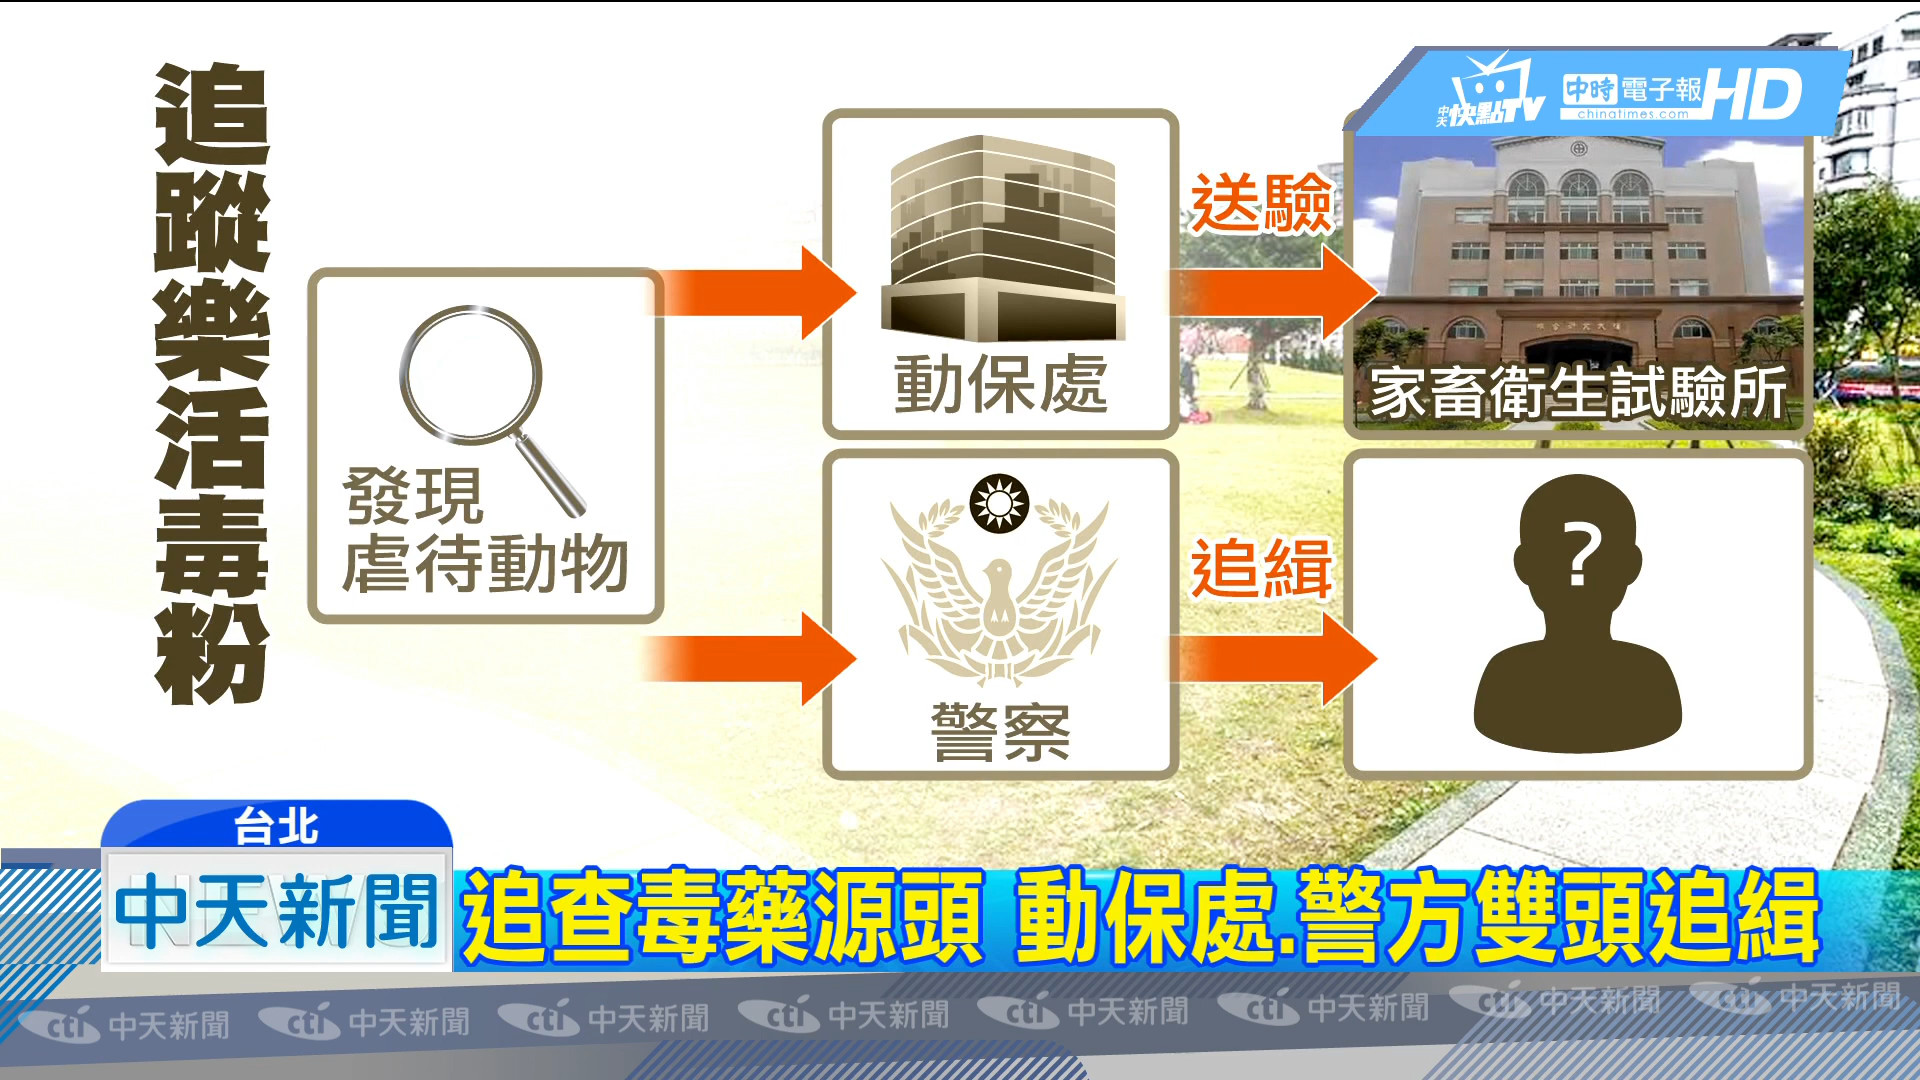 追蹤樂活毒粉
中天快點TV
中時電子報HD
chinatimes.com
發現
虐待動物
動保處
送驗
家畜衛生試驗所
警察
追緝
?
台北
中天新聞
NEWS
追查毒藥源頭 動保處.警方雙頭追緝
cti 中天新聞 cti 中天新聞 cti 中天新聞 cti 中天新聞 cti 中天新聞 cti 中天新聞 cti 中天新聞 cti 中天新聞